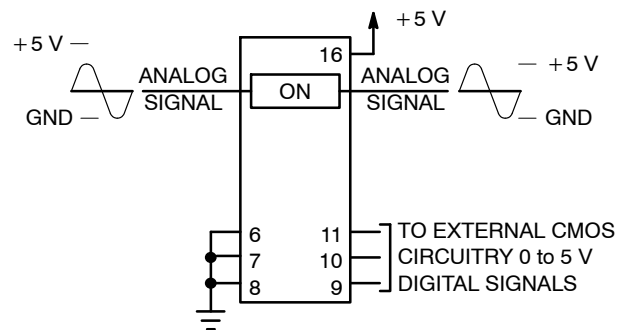 +5 V
16
+5 V
ANALOG
SIGNAL
ON
ANALOG
SIGNAL
+5 V
GND
GND
6
11
TO EXTERNAL CMOS
7
10
CIRCUITRY 0 to 5 V
8
9
DIGITAL SIGNALS